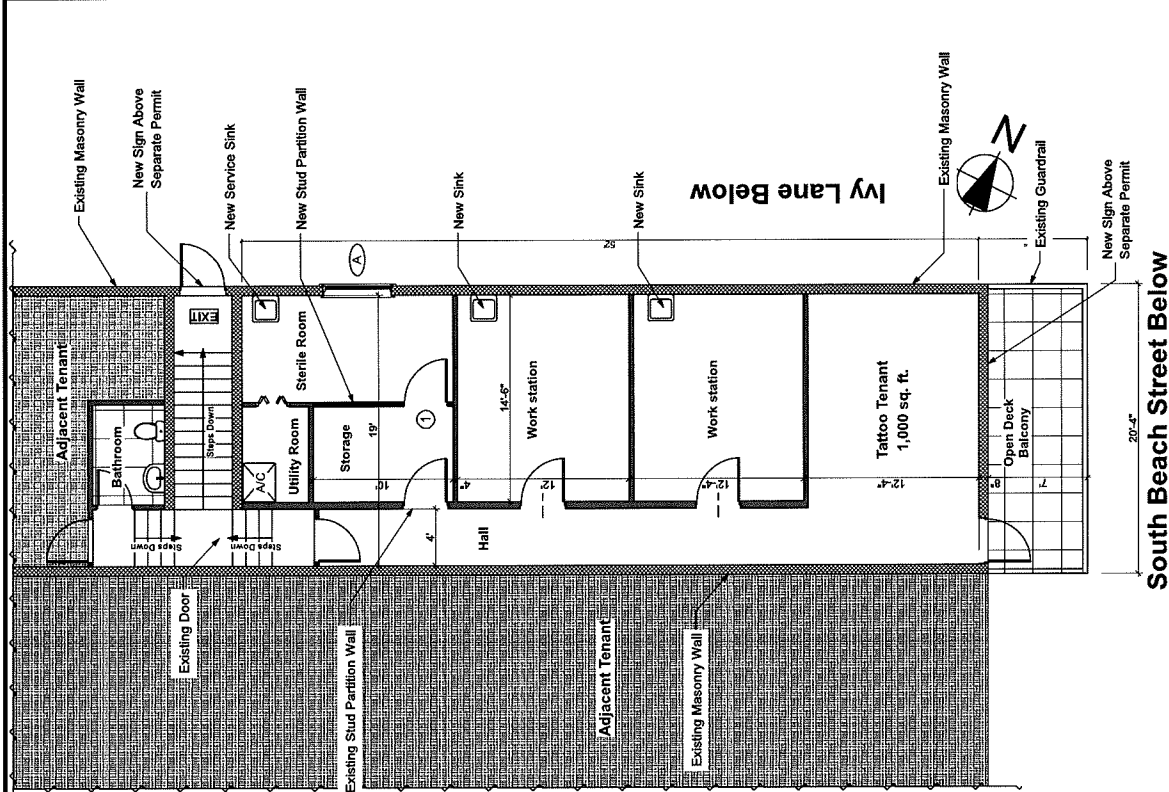 Existing Masonry Wall
New Sign Above
Separate Permit
New Service Sink
New Stud Partition Wall
New Sink
New Sink
Existing Masonry Wall
Existing Guardrail
New Sign Above
Separate Permit
Ivy Lane Below
N
A
52'
Adjacent Tenant
Bathroom
EXIT
Steps Down
Sterile Room
Utility Room
A/C
Storage
1
19'
10'
4"
14'-6"
Work station
12'
Work station
12'-4"
Tattoo Tenant
1,000 sq. ft.
12'-4"
8"
Open Deck
Balcony
7'
20'-4"
Steps Down
Steps Down
4'
Hall
Existing Door
Existing Stud Partition Wall
Adjacent Tenant
Existing Masonry Wall
South Beach Street Below